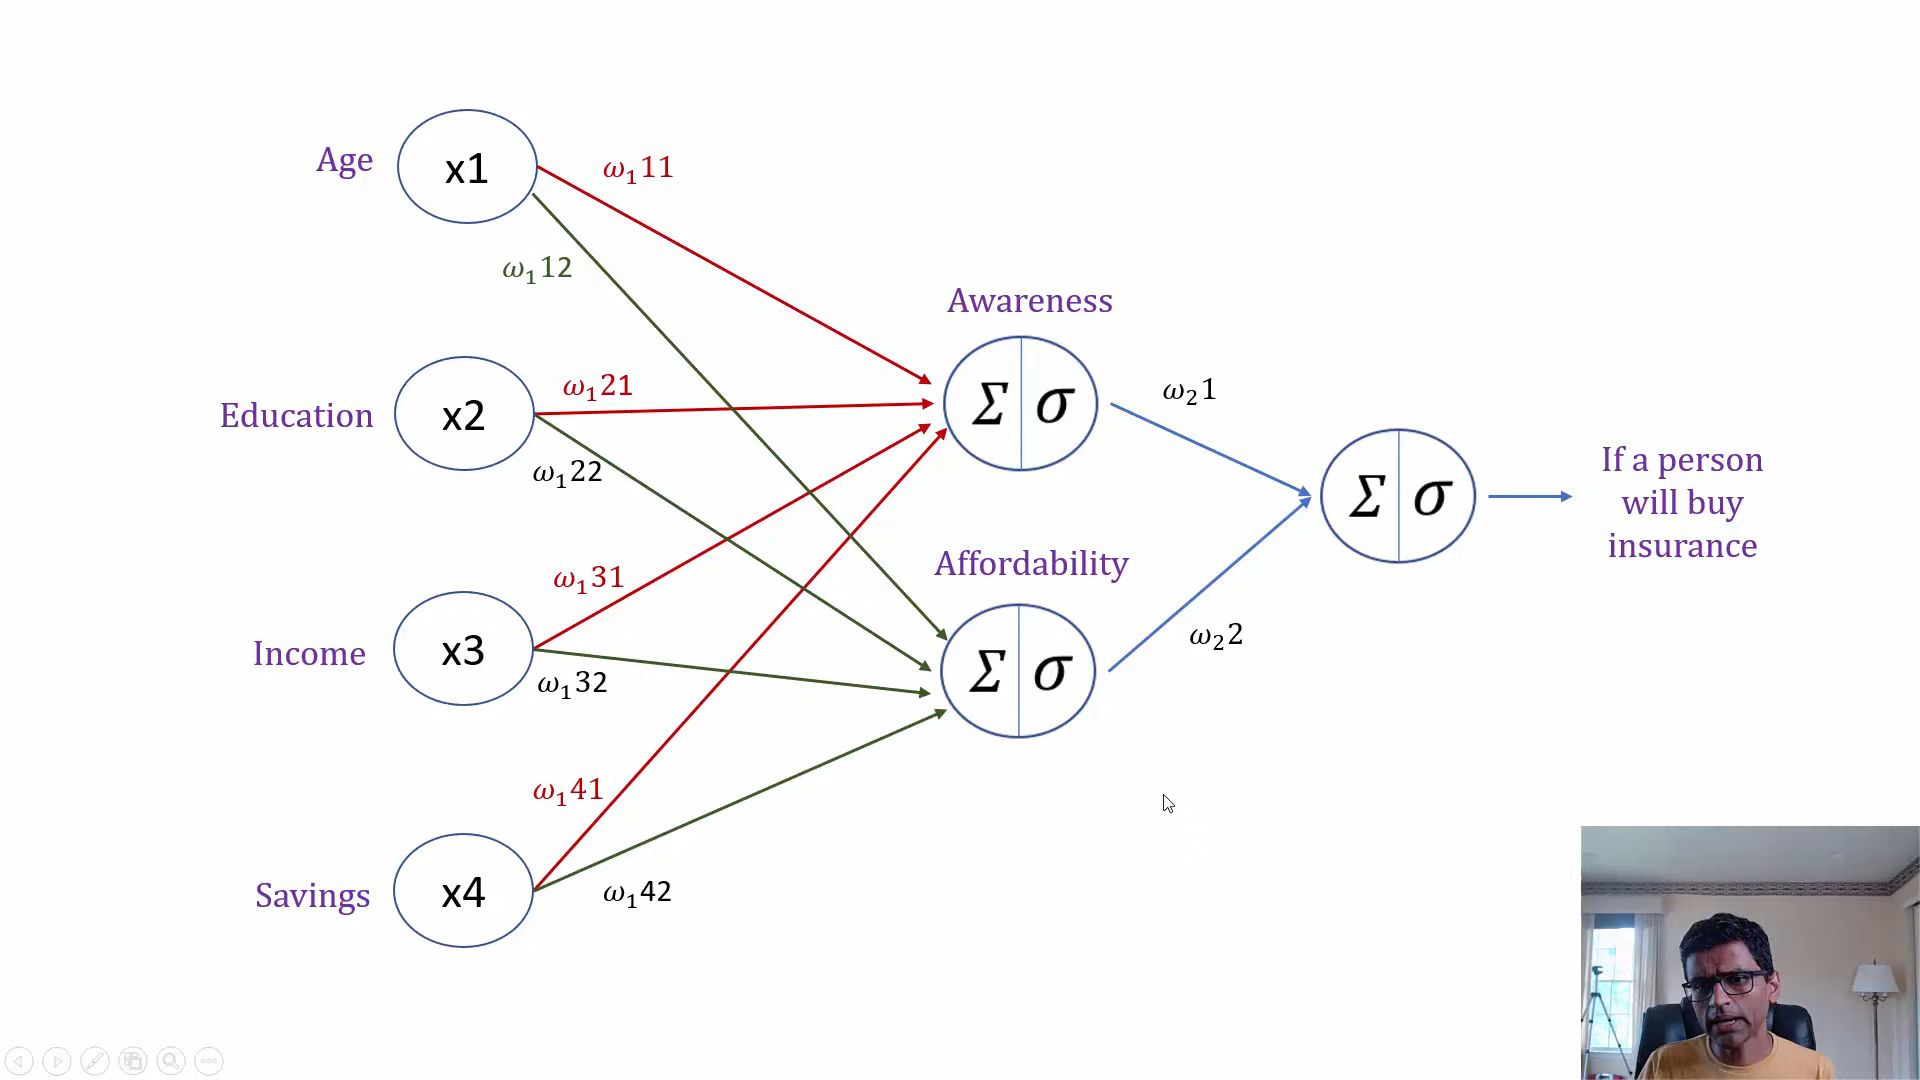 Age
x1
ω₁11
ω₁12
Awareness
Education
x2
ω₁21
ω₁22
Σ σ
ω₂1
Σ σ
If a person
will buy
insurance
Income
x3
ω₁31
ω₁32
Affordability
Σ σ
ω₂2
Savings
x4
ω₁41
ω₁42